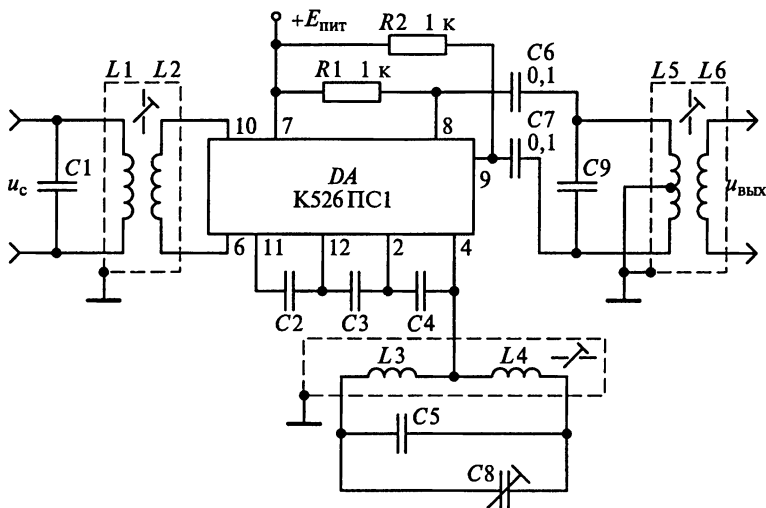 +Eпит
R2 1 к
R1 1 к
C6
0,1
C7
0,1
L1 L2
L5 L6
10 7 8
9
C1
uс
DA
К526ПС1
C9
uвых
6 11 12 2 4
C2 C3 C4
L3 L4
C5
C8